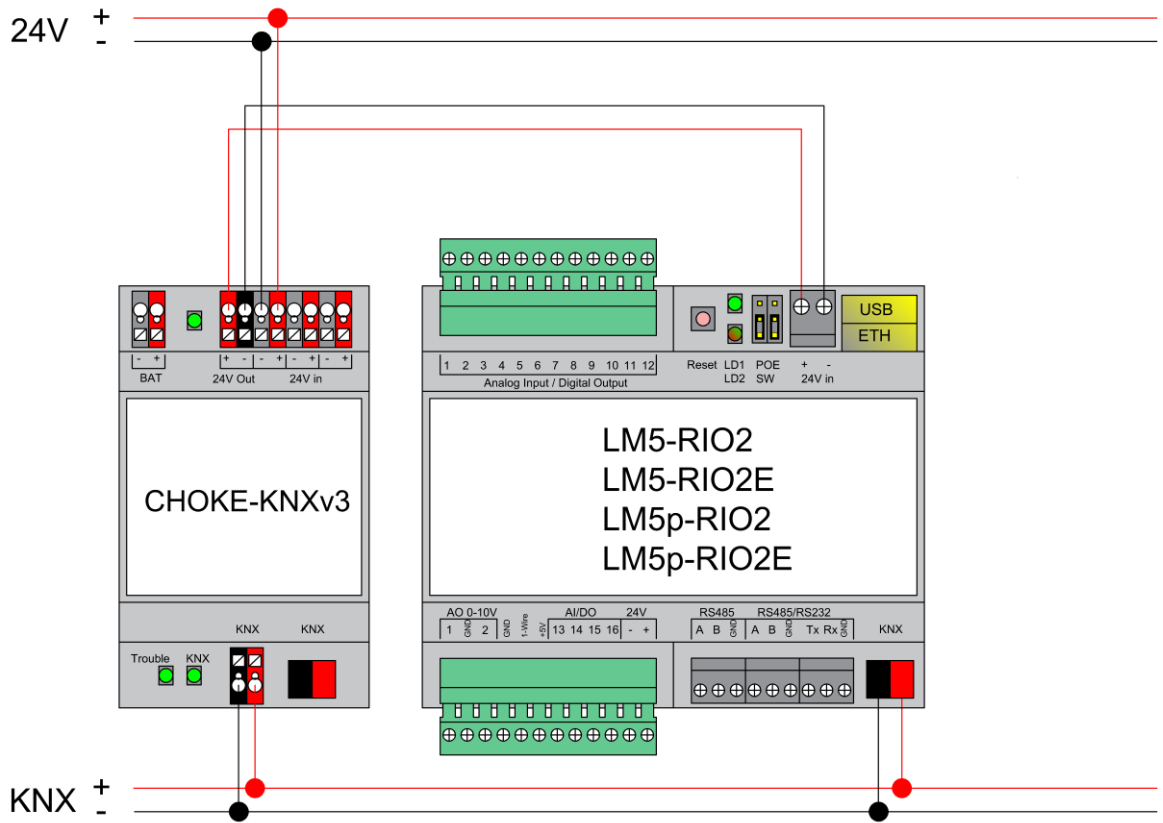 24V + -
- + + - - + - + - +
BAT 24V Out 24V in
1 2 3 4 5 6 7 8 9 10 11 12
Analog Input / Digital Output
Reset LD1 POE + -
LD2 SW 24V in
USB
ETH
CHOKE-KNXv3
LM5-RIO2
LM5-RIO2E
LM5p-RIO2
LM5p-RIO2E
KNX KNX
Trouble KNX
AO 0-10V AI/DO 24V RS485 RS485/RS232
1 GND 2 GND 1-Wire +5V 13 14 15 16 - + A B GND A B GND Tx Rx GND KNX
KNX + -